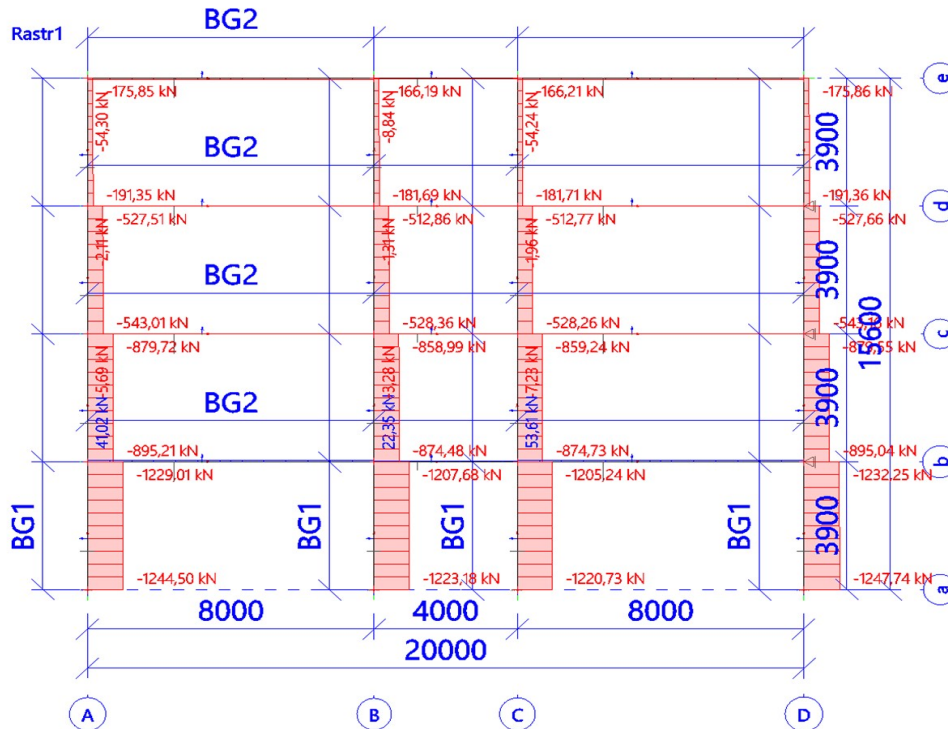 BG2
Rastr1
e
-175,85 kN
-166,19 kN
-166,21 kN
-175,86 kN
-54,30 kN
-8,84 kN
-54,24 kN
3900
BG2
-191,35 kN
-181,69 kN
-181,71 kN
-191,36 kN
d
-527,51 kN
-512,86 kN
-512,77 kN
-527,66 kN
-2,11 kN
-1,31 kN
-1,96 kN
3900
BG2
15600
-543,01 kN
-528,36 kN
-528,26 kN
-543,16 kN
c
-879,72 kN
-858,99 kN
-859,24 kN
-879,55 kN
-5,69 kN
-3,28 kN
-7,23 kN
3900
BG2
41,02 kN
22,35 kN
53,61 kN
-895,21 kN
-874,48 kN
-874,73 kN
-895,04 kN
b
-1229,01 kN
-1207,68 kN
-1205,24 kN
-1232,25 kN
BG1
BG1
BG1
BG1
3900
-1244,50 kN
-1223,18 kN
-1220,73 kN
-1247,74 kN
a
8000
4000
8000
20000
A
B
C
D